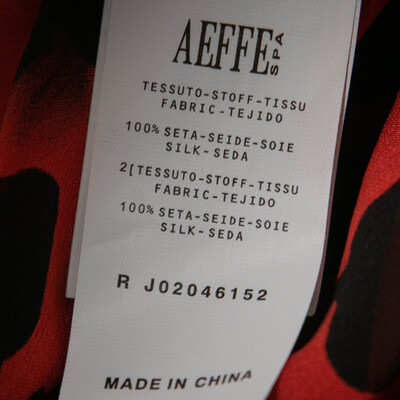 AEFFE SPA
TESSUTO-STOFF-TISSU
FABRIC-TEJIDO
100% SETA-SEIDE-SOIE
SILK-SEDA
2[TESSUTO-STOFF-TISSU
FABRIC-TEJIDO
100% SETA-SEIDE-SOIE
SILK-SEDA
R J02046152
MADE IN CHINA